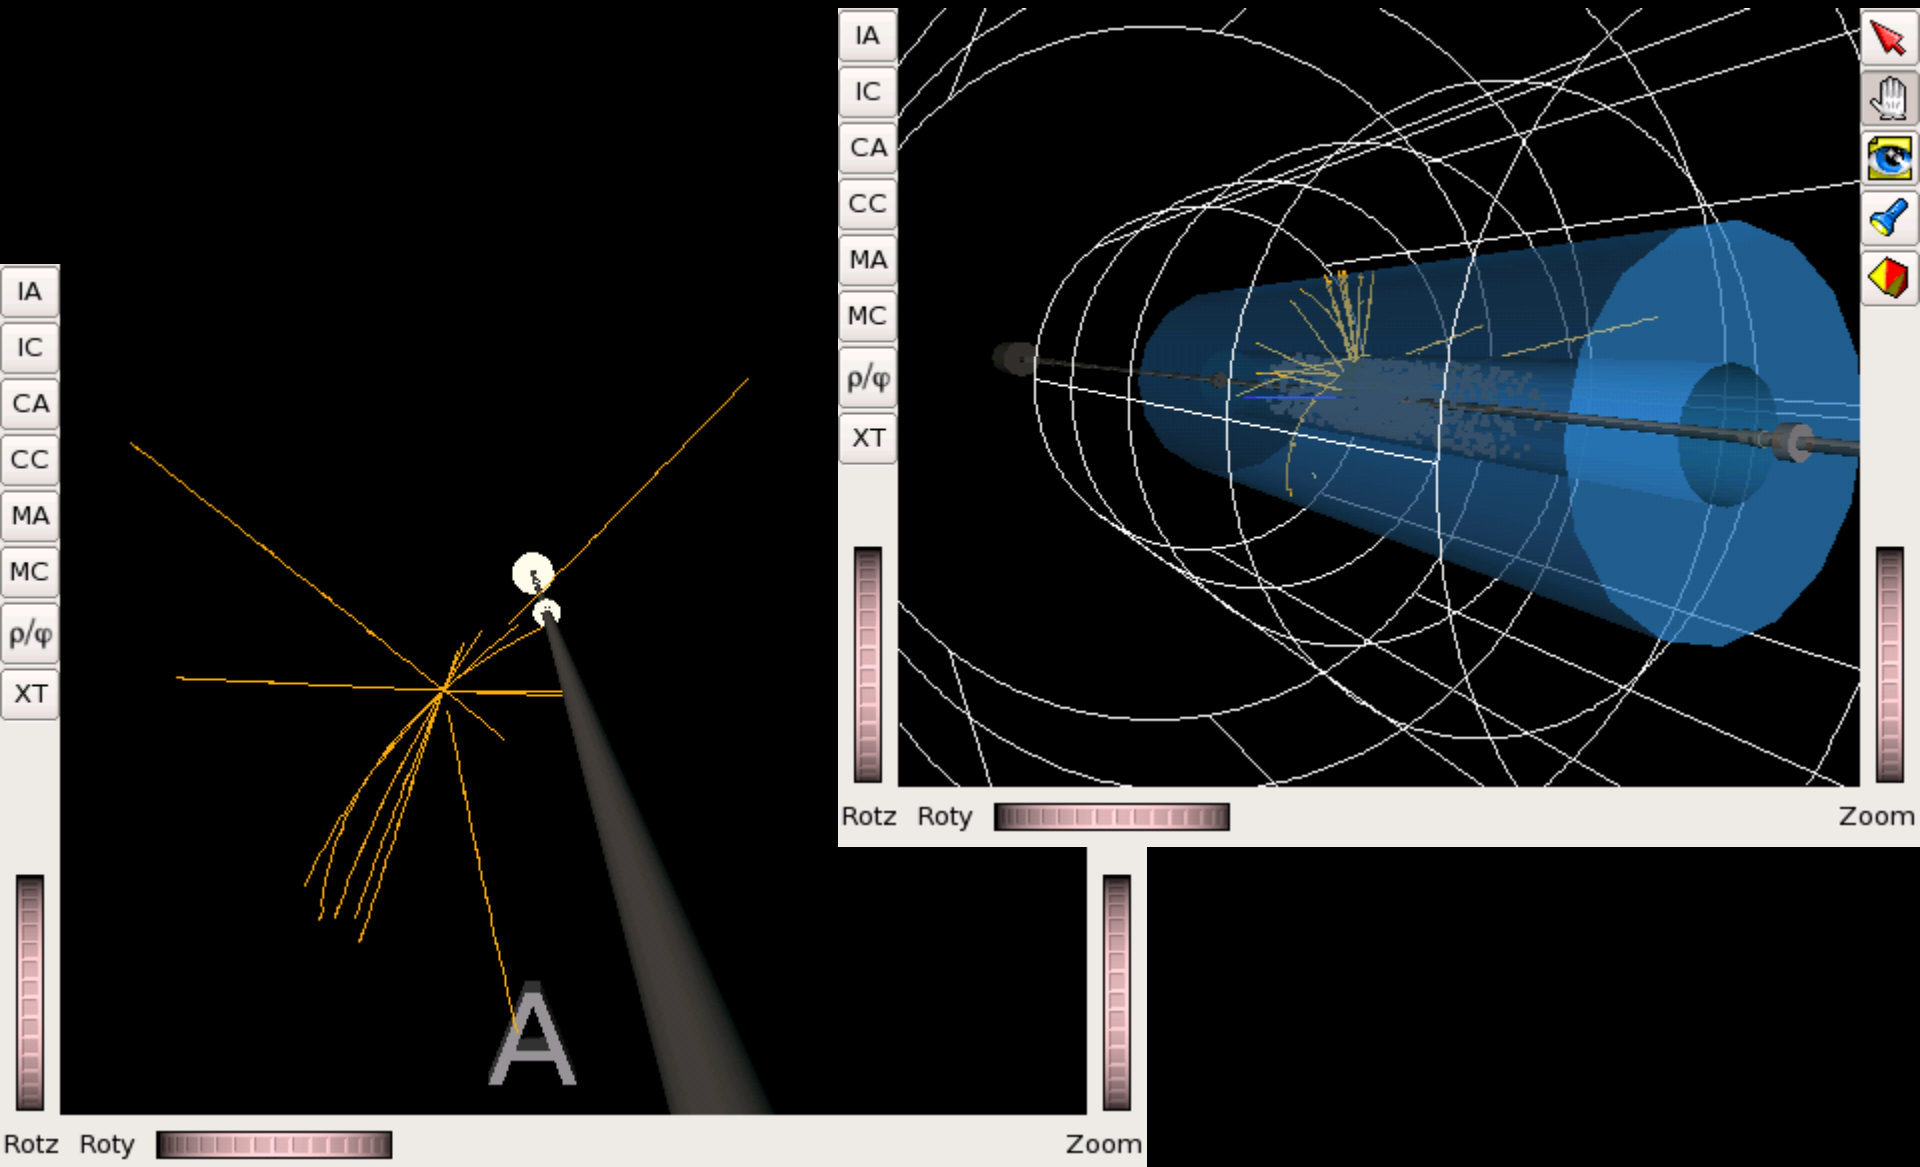 IA
IC
CA
CC
MA
MC
ρ/φ
XT
Rotz Roty Zoom
IA
IC
CA
CC
MA
MC
ρ/φ
XT
A
Rotz Roty Zoom